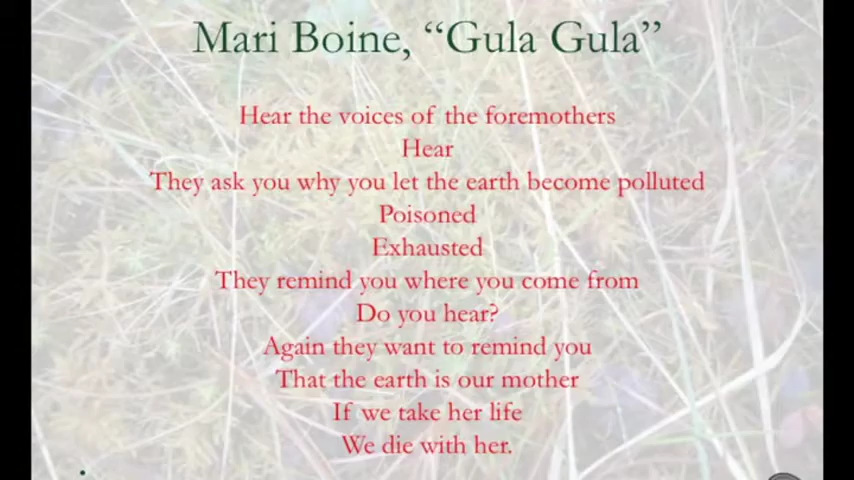 Mari Boine, “Gula Gula”
Hear the voices of the foremothers
Hear
They ask you why you let the earth become polluted
Poisoned
Exhausted
They remind you where you come from
Do you hear?
Again they want to remind you
That the earth is our mother
If we take her life
We die with her.